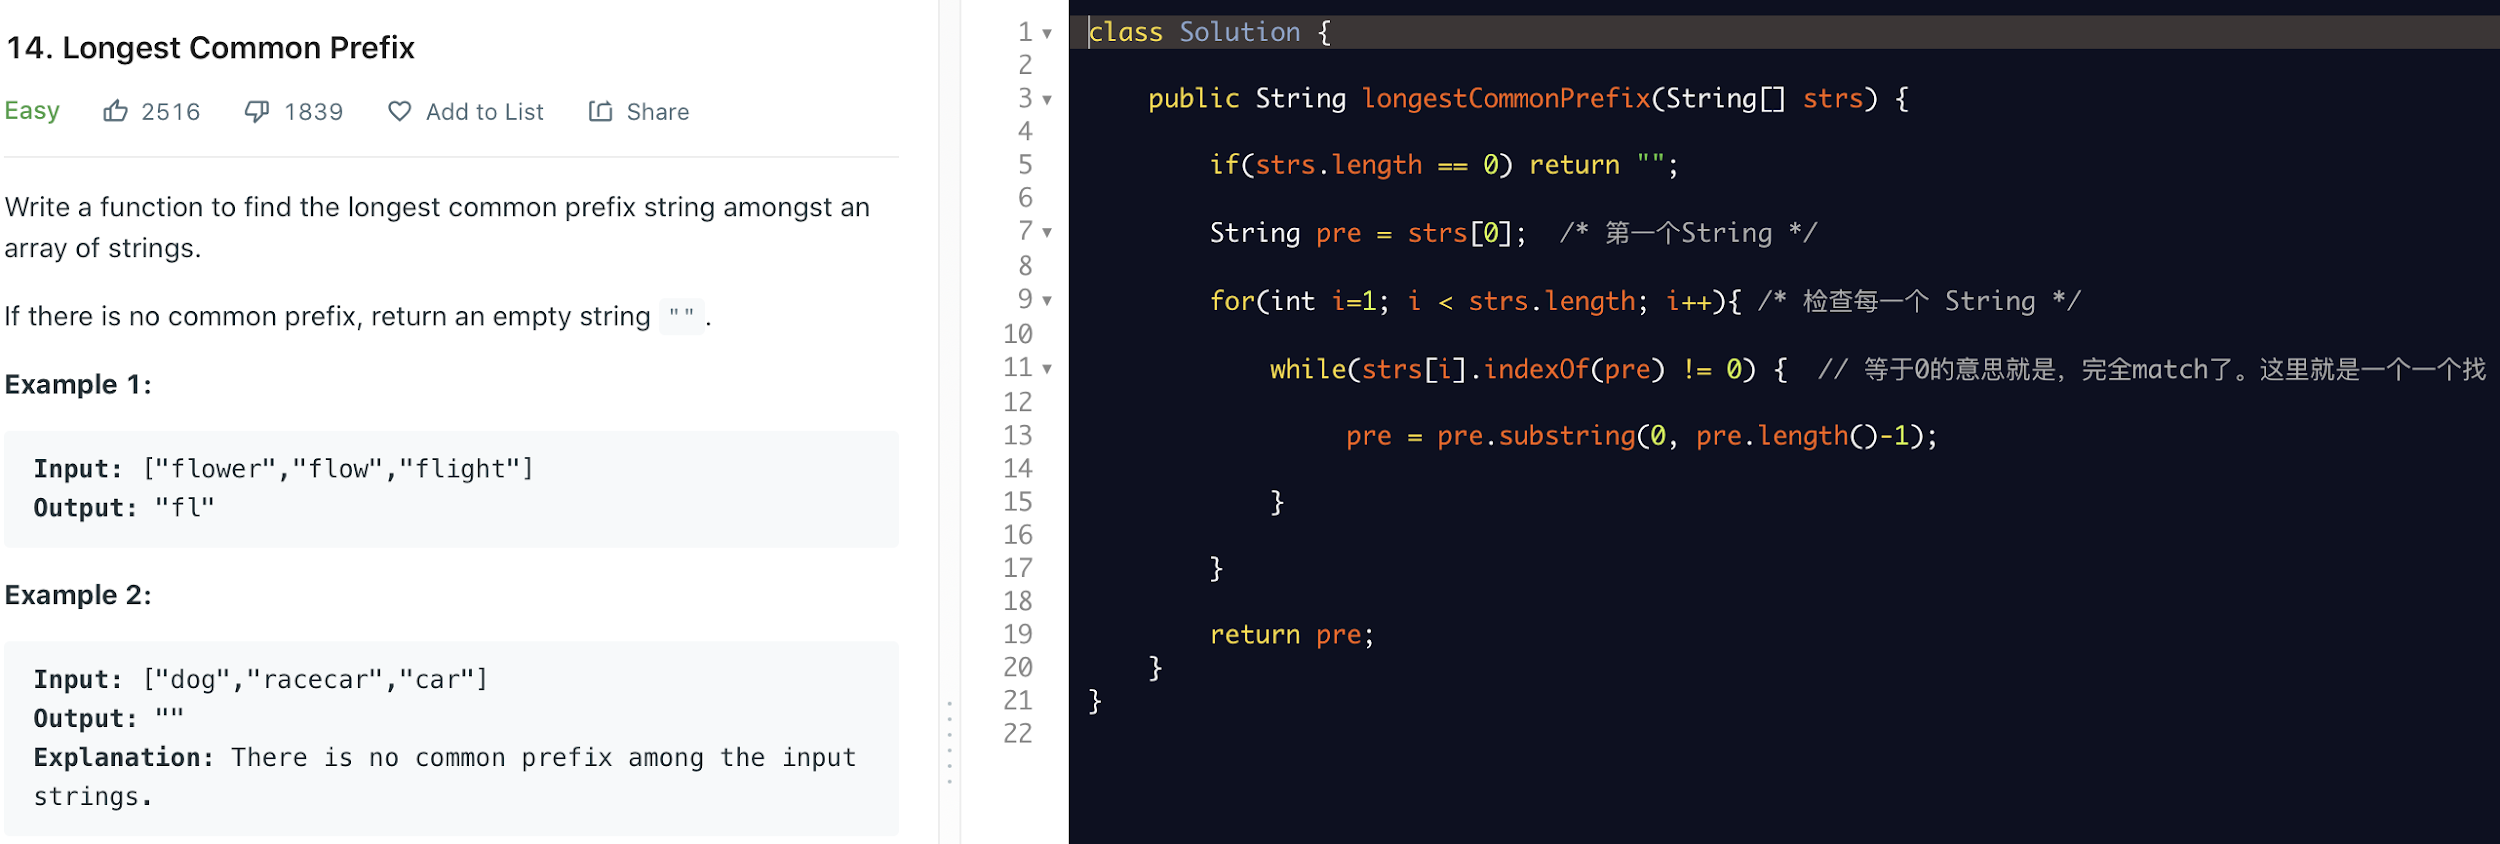 14. Longest Common Prefix
Easy 2516 1839 Add to List Share
Write a function to find the longest common prefix string amongst an
array of strings.
If there is no common prefix, return an empty string "".
Example 1:
Input: ["flower","flow","flight"]
Output: "fl"
Example 2:
Input: ["dog","racecar","car"]
Output: ""
Explanation: There is no common prefix among the input
strings.
1 class Solution {
2
3 public String longestCommonPrefix(String[] strs) {
4
5 if(strs.length == 0) return "";
6
7 String pre = strs[0]; /* 第一个String */
8
9 for(int i=1; i < strs.length; i++){ /* 检查每一个 String */
10
11 while(strs[i].indexOf(pre) != 0) { // 等于0的意思就是，完全match了。这里就是一个一个找
12
13 pre = pre.substring(0, pre.length()-1);
14
15 }
16
17 }
18
19 return pre;
20 }
21 }
22